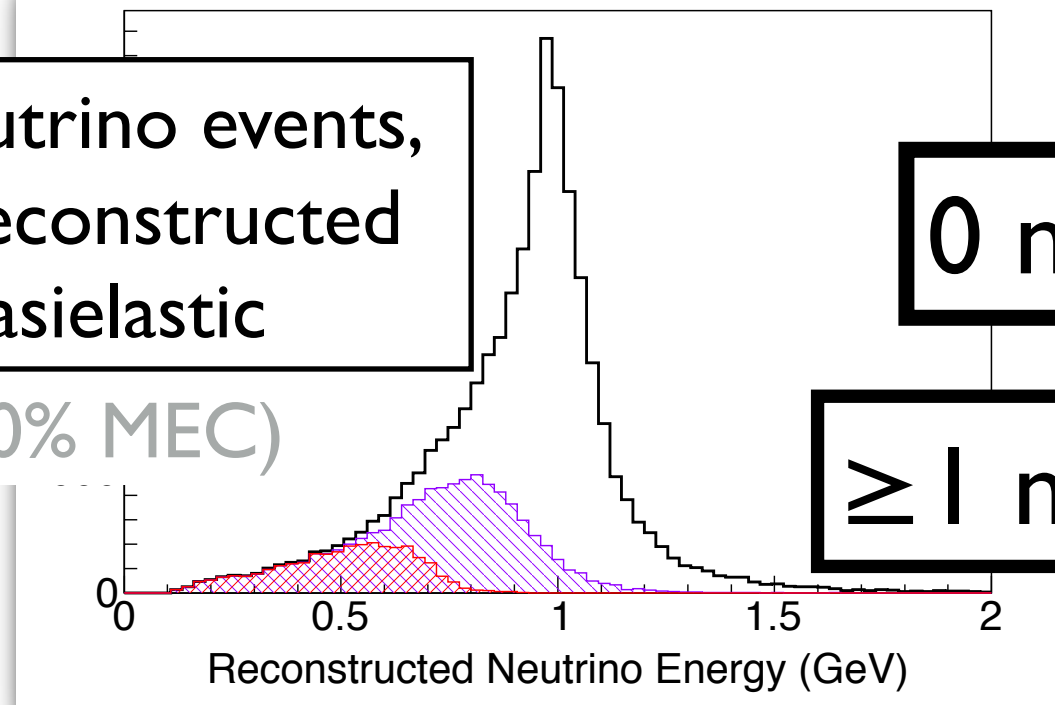 utrino events,
econstructed
asielastic
0% MEC)
0 n
≥1 n
0
0 0.5 1 1.5 2
Reconstructed Neutrino Energy (GeV)